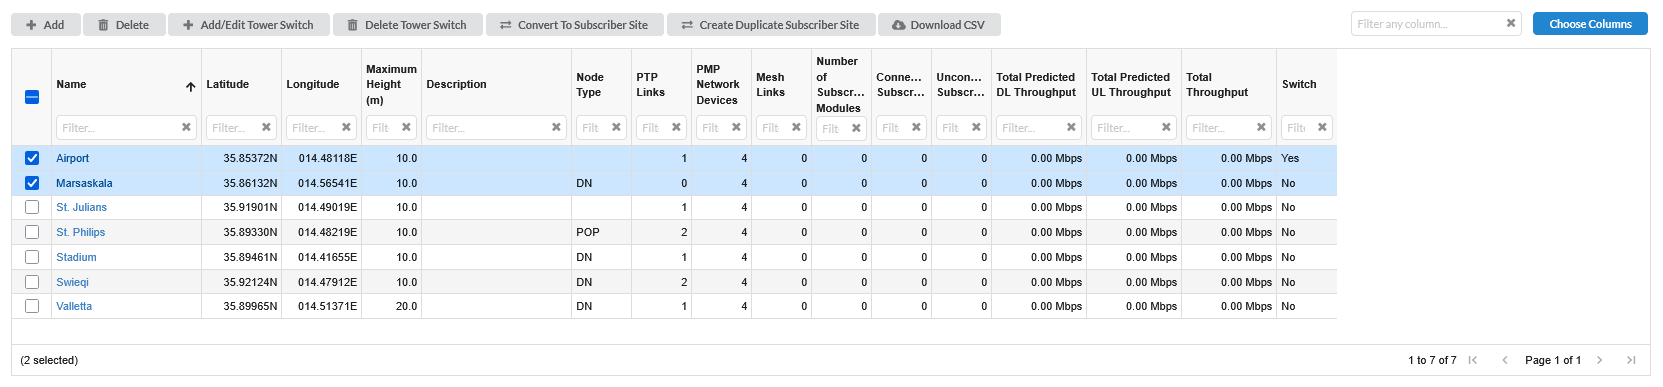 Add Delete Add/Edit Tower Switch Delete Tower Switch Convert To Subscriber Site Create Duplicate Subscriber Site Download CSV Filter any column... Choose Columns
Name Latitude Longitude Maximum Height (m) Description Node Type PTP Links PMP Network Devices Mesh Links Number of Subscr... Modules Conne... Subscr... Uncon... Subscr... Total Predicted DL Throughput Total Predicted UL Throughput Total Throughput Switch
Filter... Filter... Filter... Filt Filter... Filt Filt Filt Filt Filt Filt Filt Filter... Filter... Filter... Filt
Airport 35.85372N 014.48118E 10.0 1 4 0 0 0 0 0.00 Mbps 0.00 Mbps 0.00 Mbps Yes
Marsaskala 35.86132N 014.56541E 10.0 DN 0 4 0 0 0 0 0.00 Mbps 0.00 Mbps 0.00 Mbps No
St. Julians 35.91901N 014.49019E 10.0 1 4 0 0 0 0 0.00 Mbps 0.00 Mbps 0.00 Mbps No
St. Philips 35.89330N 014.48219E 10.0 POP 2 4 0 0 0 0 0.00 Mbps 0.00 Mbps 0.00 Mbps No
Stadium 35.89461N 014.41655E 10.0 DN 1 4 0 0 0 0 0.00 Mbps 0.00 Mbps 0.00 Mbps No
Swieqi 35.92124N 014.47912E 10.0 DN 2 4 0 0 0 0 0.00 Mbps 0.00 Mbps 0.00 Mbps No
Valletta 35.89965N 014.51371E 20.0 DN 1 4 0 0 0 0 0.00 Mbps 0.00 Mbps 0.00 Mbps No
(2 selected) 1 to 7 of 7 Page 1 of 1